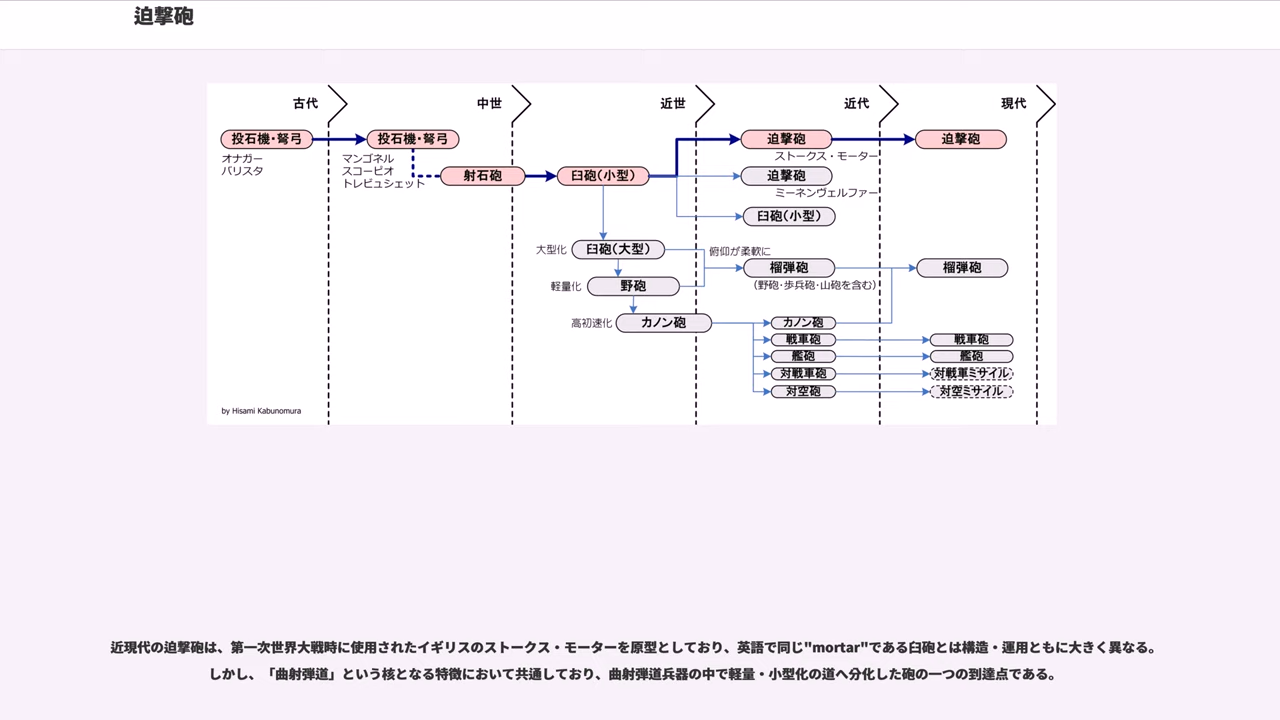 迫撃砲
古代
中世
近世
近代
現代
投石機・弩弓
投石機・弩弓
迫撃砲
迫撃砲
オナガー
バリスタ
マンゴネル
スコーピオ
トレビュシェット
ストークス・モーター
射石砲
臼砲(小型)
迫撃砲
ミーネンヴェルファー
臼砲(小型)
大型化
臼砲(大型)
俯仰が柔軟に
榴弾砲
榴弾砲
(野砲・歩兵砲・山砲を含む)
軽量化
野砲
高初速化
カノン砲
カノン砲
戦車砲
戦車砲
艦砲
艦砲
対戦車砲
対戦車ミサイル
対空砲
対空ミサイル
by Hisami Kabunomura
近現代の迫撃砲は、第一次世界大戦時に使用されたイギリスのストークス・モーターを原型としており、英語で同じ"mortar"である臼砲とは構造・運用ともに大きく異なる。
しかし、「曲射弾道」という核となる特徴において共通しており、曲射弾道兵器の中で軽量・小型化の道へ分化した砲の一つの到達点である。